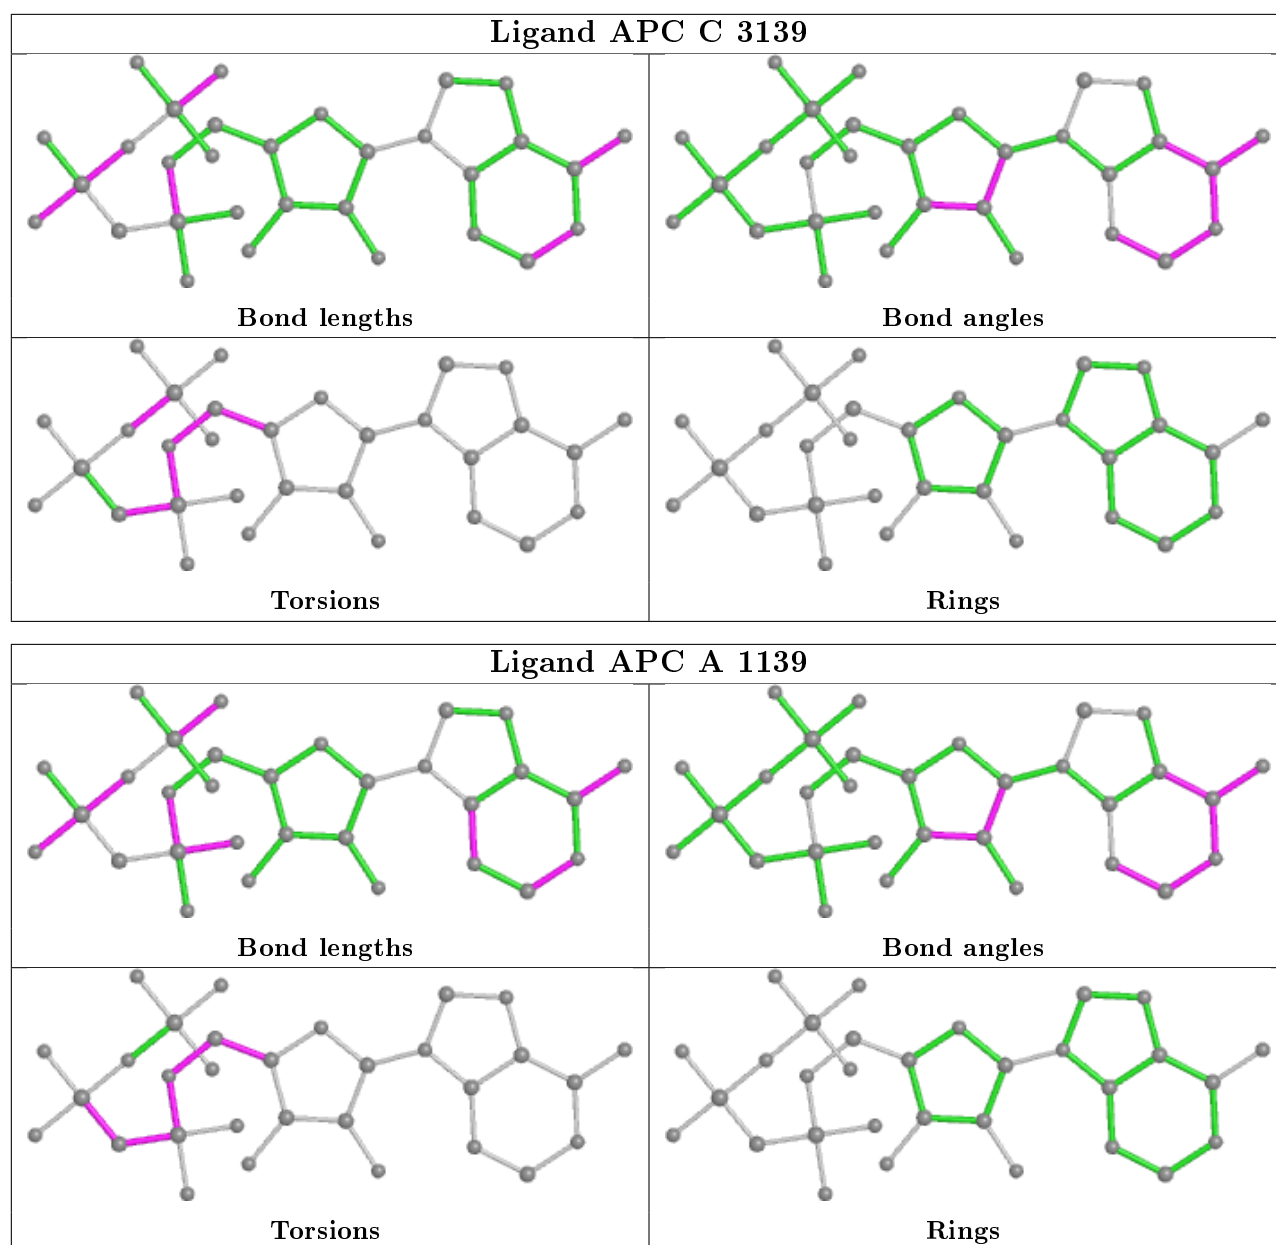 Ligand APC C 3139
Bond lengths
Bond angles
Torsions
Rings
Ligand APC A 1139
Bond lengths
Bond angles
Torsions
Rings